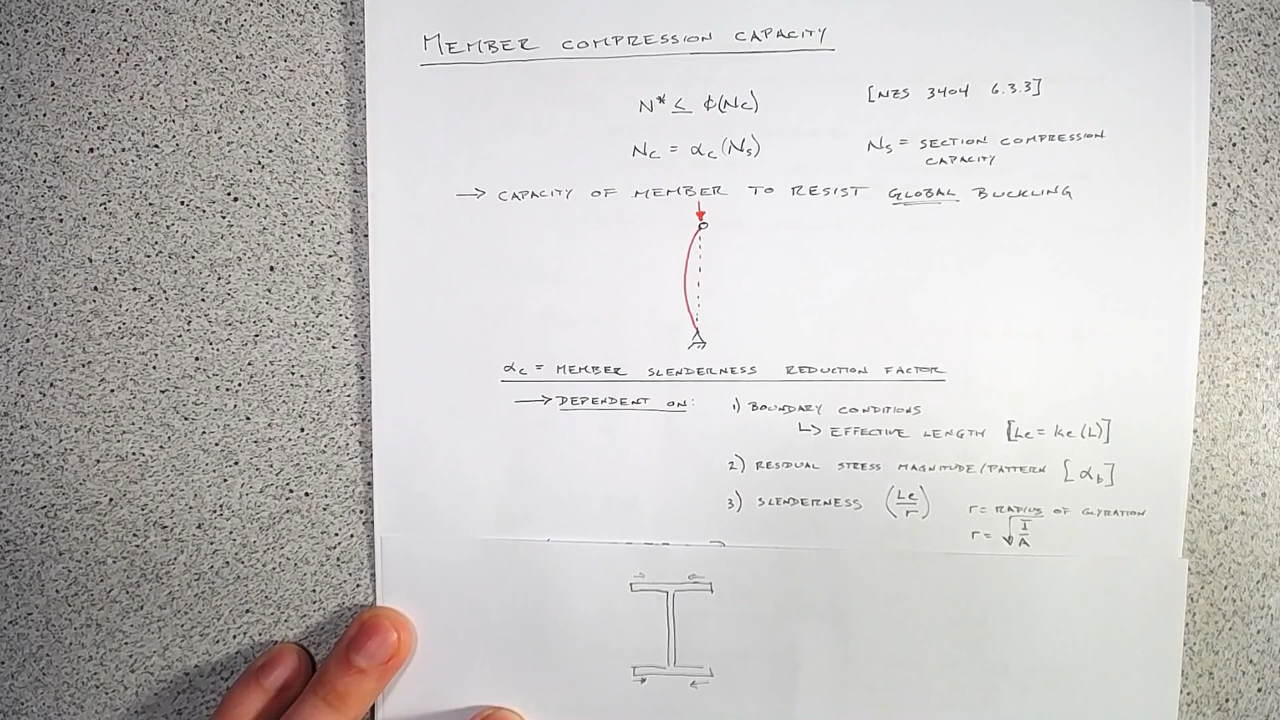 MEMBER COMPRESSION CAPACITY
N* ≤ ϕ(Nc) [NZS 3404 6.3.3]
Nc = αc(Ns) Ns = SECTION COMPRESSION
CAPACITY
→ CAPACITY OF MEMBER TO RESIST GLOBAL BUCKLING
αc = MEMBER SLENDERNESS REDUCTION FACTOR
→ DEPENDENT ON: 1) BOUNDARY CONDITIONS
↳ EFFECTIVE LENGTH [Le = ke(L)]
2) RESIDUAL STRESS MAGNITUDE/PATTERN [αb]
3) SLENDERNESS (Le/r) r = RADIUS OF GYRATION
r = √(I/A)